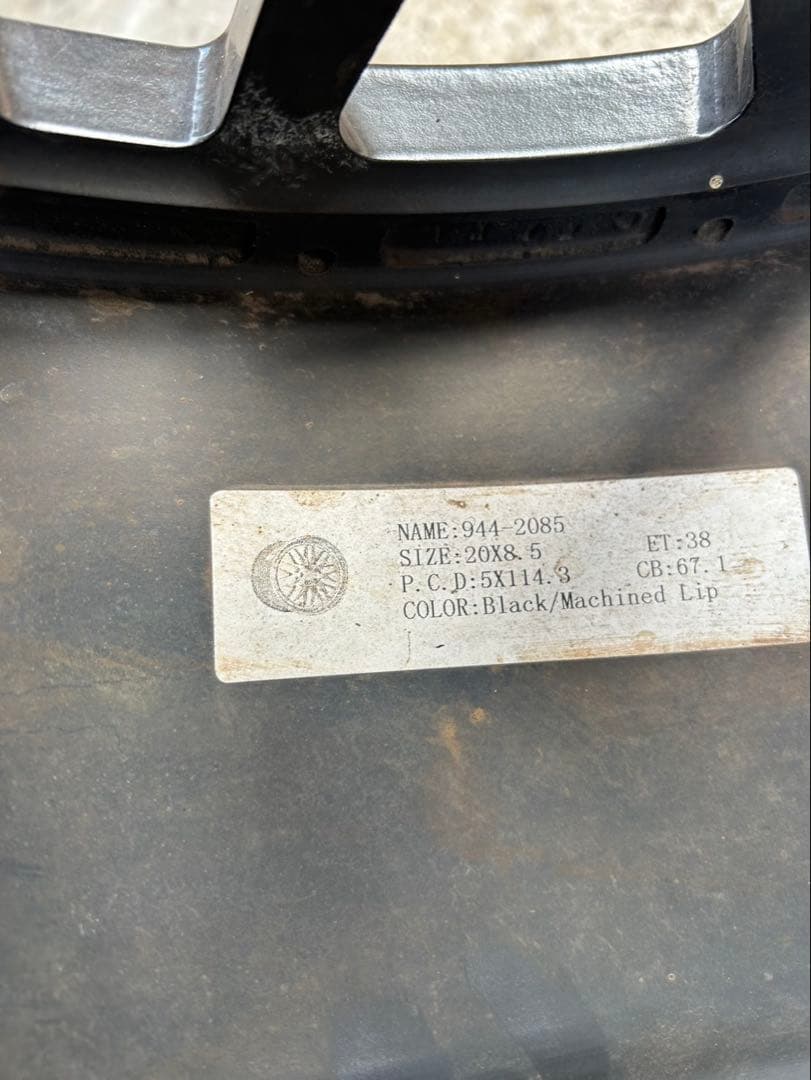 NAME:944-2085
SIZE:20X8.5 ET:38
P.C.D:5X114.3 CB:67.1
COLOR:Black/Machined Lip